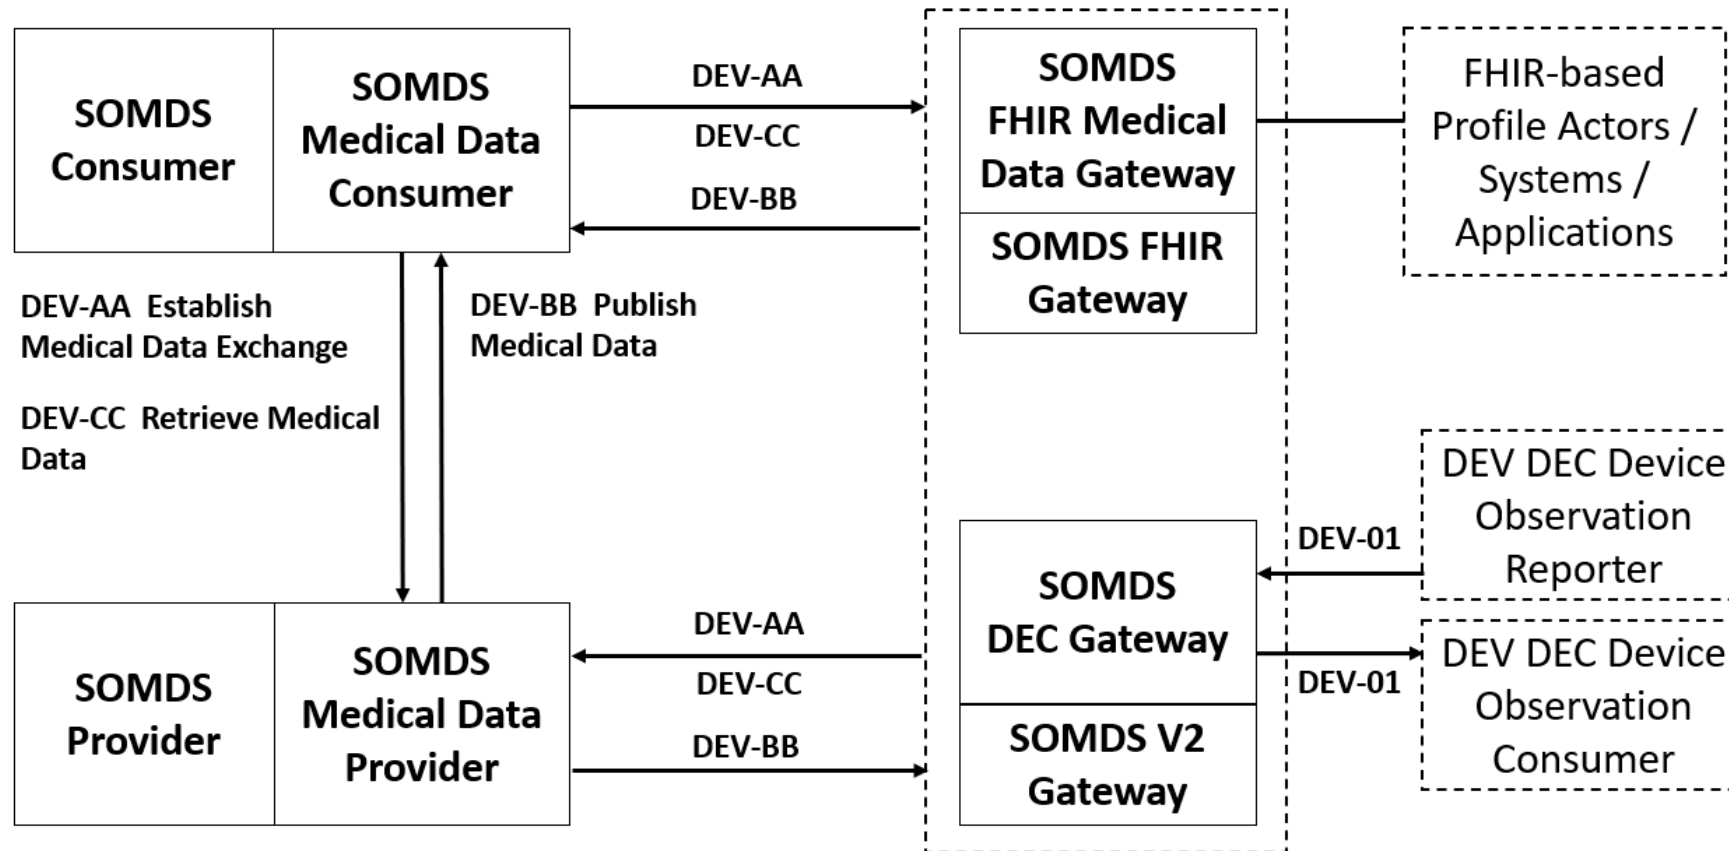 SOMDS
Consumer
SOMDS
Medical Data
Consumer
DEV-AA
DEV-CC
DEV-BB
SOMDS
FHIR Medical
Data Gateway
SOMDS FHIR
Gateway
FHIR-based
Profile Actors /
Systems /
Applications
DEV-AA  Establish
Medical Data Exchange
DEV-CC  Retrieve Medical
Data
DEV-BB  Publish
Medical Data
SOMDS
Provider
SOMDS
Medical Data
Provider
DEV-AA
DEV-CC
DEV-BB
SOMDS
DEC Gateway
SOMDS V2
Gateway
DEV-01
DEV-01
DEV DEC Device
Observation
Reporter
DEV DEC Device
Observation
Consumer